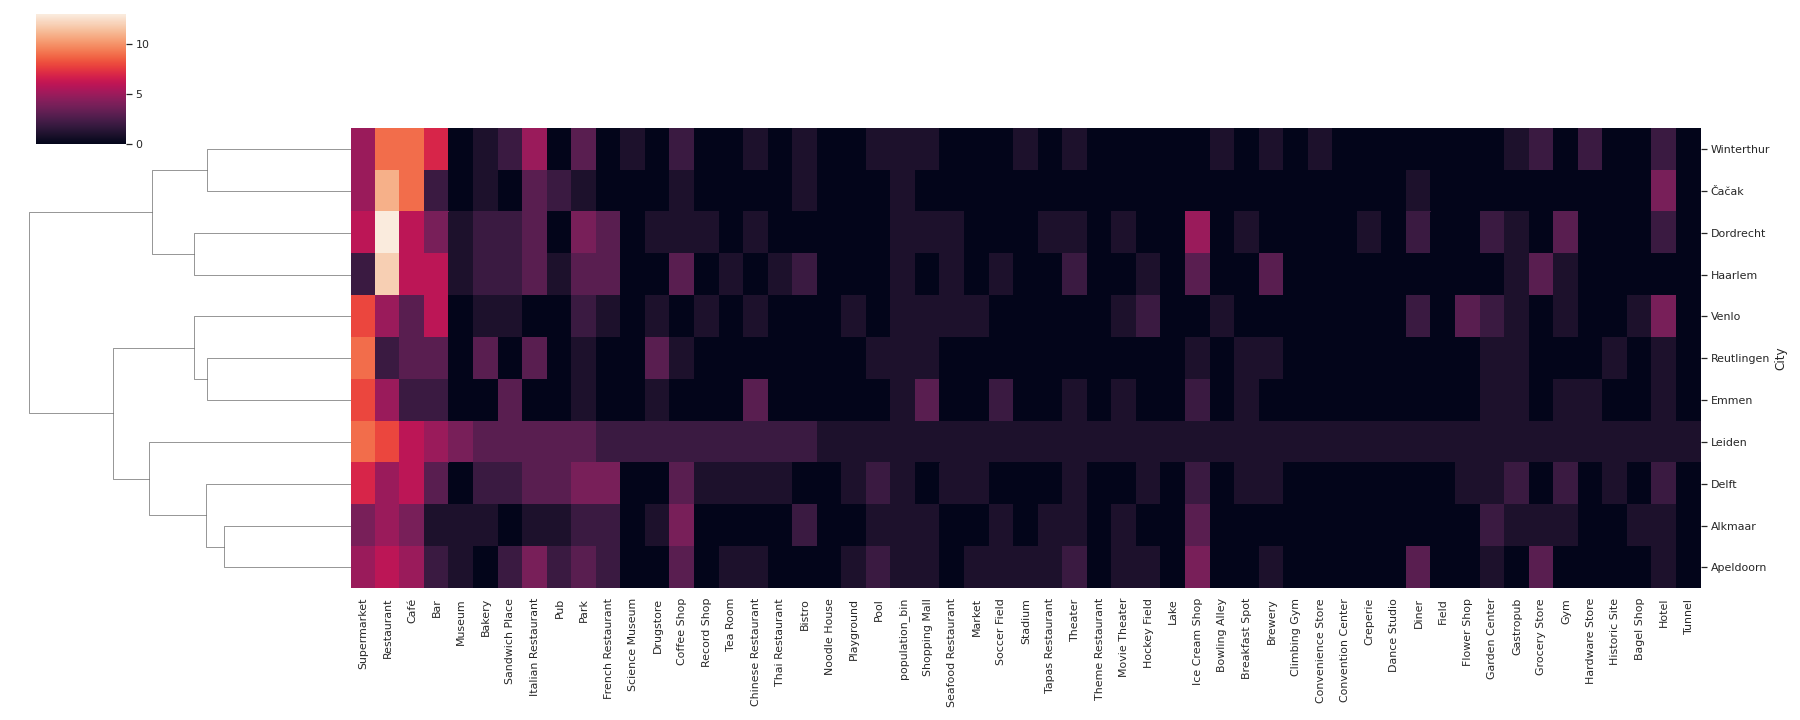 10
5
0
Winterthur
Čačak
Dordrecht
Haarlem
Venlo
Reutlingen
Emmen
Leiden
Delft
Alkmaar
Apeldoorn
City
Supermarket
Restaurant
Café
Bar
Museum
Bakery
Sandwich Place
Italian Restaurant
Pub
Park
French Restaurant
Science Museum
Drugstore
Coffee Shop
Record Shop
Tea Room
Chinese Restaurant
Thai Restaurant
Bistro
Noodle House
Playground
Pool
population_bin
Shopping Mall
Seafood Restaurant
Market
Soccer Field
Stadium
Tapas Restaurant
Theater
Theme Restaurant
Movie Theater
Hockey Field
Lake
Ice Cream Shop
Bowling Alley
Breakfast Spot
Brewery
Climbing Gym
Convenience Store
Convention Center
Creperie
Dance Studio
Diner
Field
Flower Shop
Garden Center
Gastropub
Grocery Store
Gym
Hardware Store
Historic Site
Bagel Shop
Hotel
Tunnel